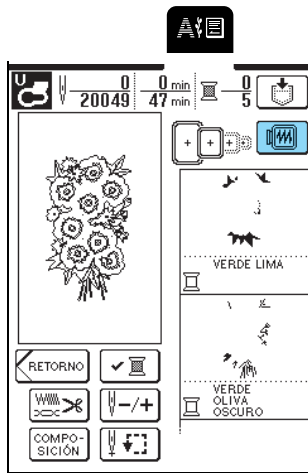 A
0 0 min 0
20049 47 min 5
VERDE LIMA
RETORNO
VERDE
OLIVA
OSCURO
-/+
COMPO-
SICIÓN